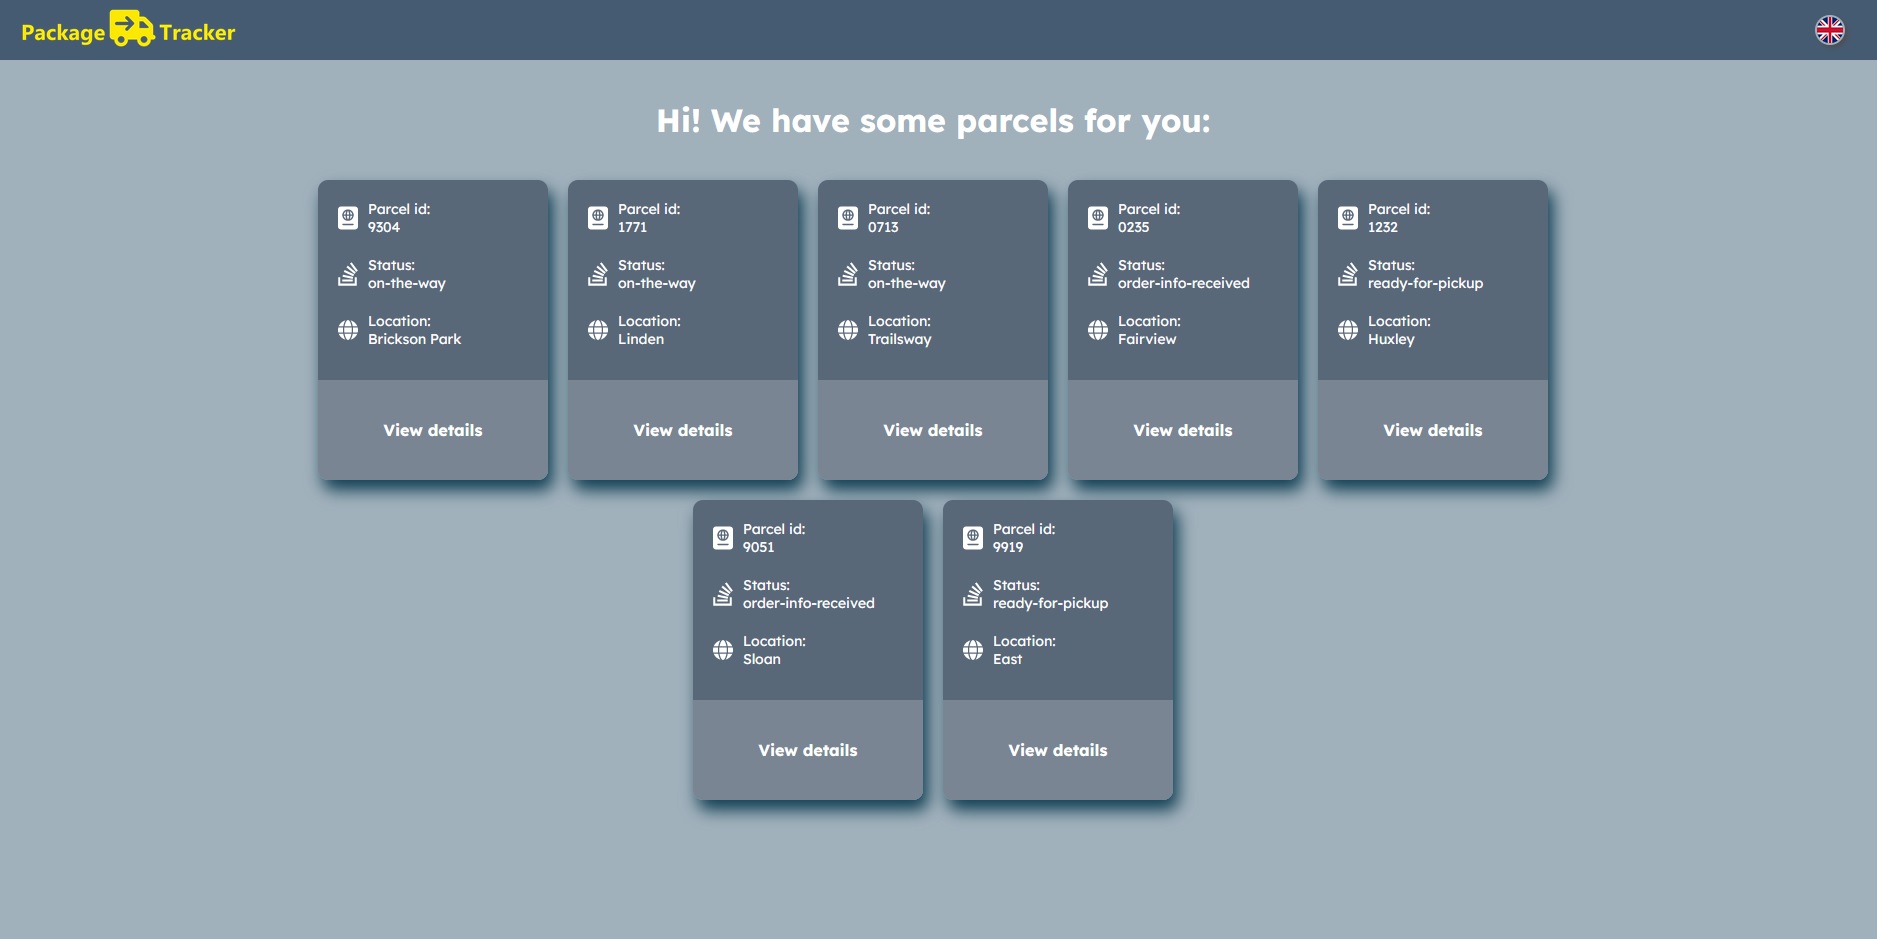 Package Tracker
Hi! We have some parcels for you:
Parcel id:
9304
Status:
on-the-way
Location:
Brickson Park
View details
Parcel id:
1771
Status:
on-the-way
Location:
Linden
View details
Parcel id:
0713
Status:
on-the-way
Location:
Trailsway
View details
Parcel id:
0235
Status:
order-info-received
Location:
Fairview
View details
Parcel id:
1232
Status:
ready-for-pickup
Location:
Huxley
View details
Parcel id:
9051
Status:
order-info-received
Location:
Sloan
View details
Parcel id:
9919
Status:
ready-for-pickup
Location:
East
View details